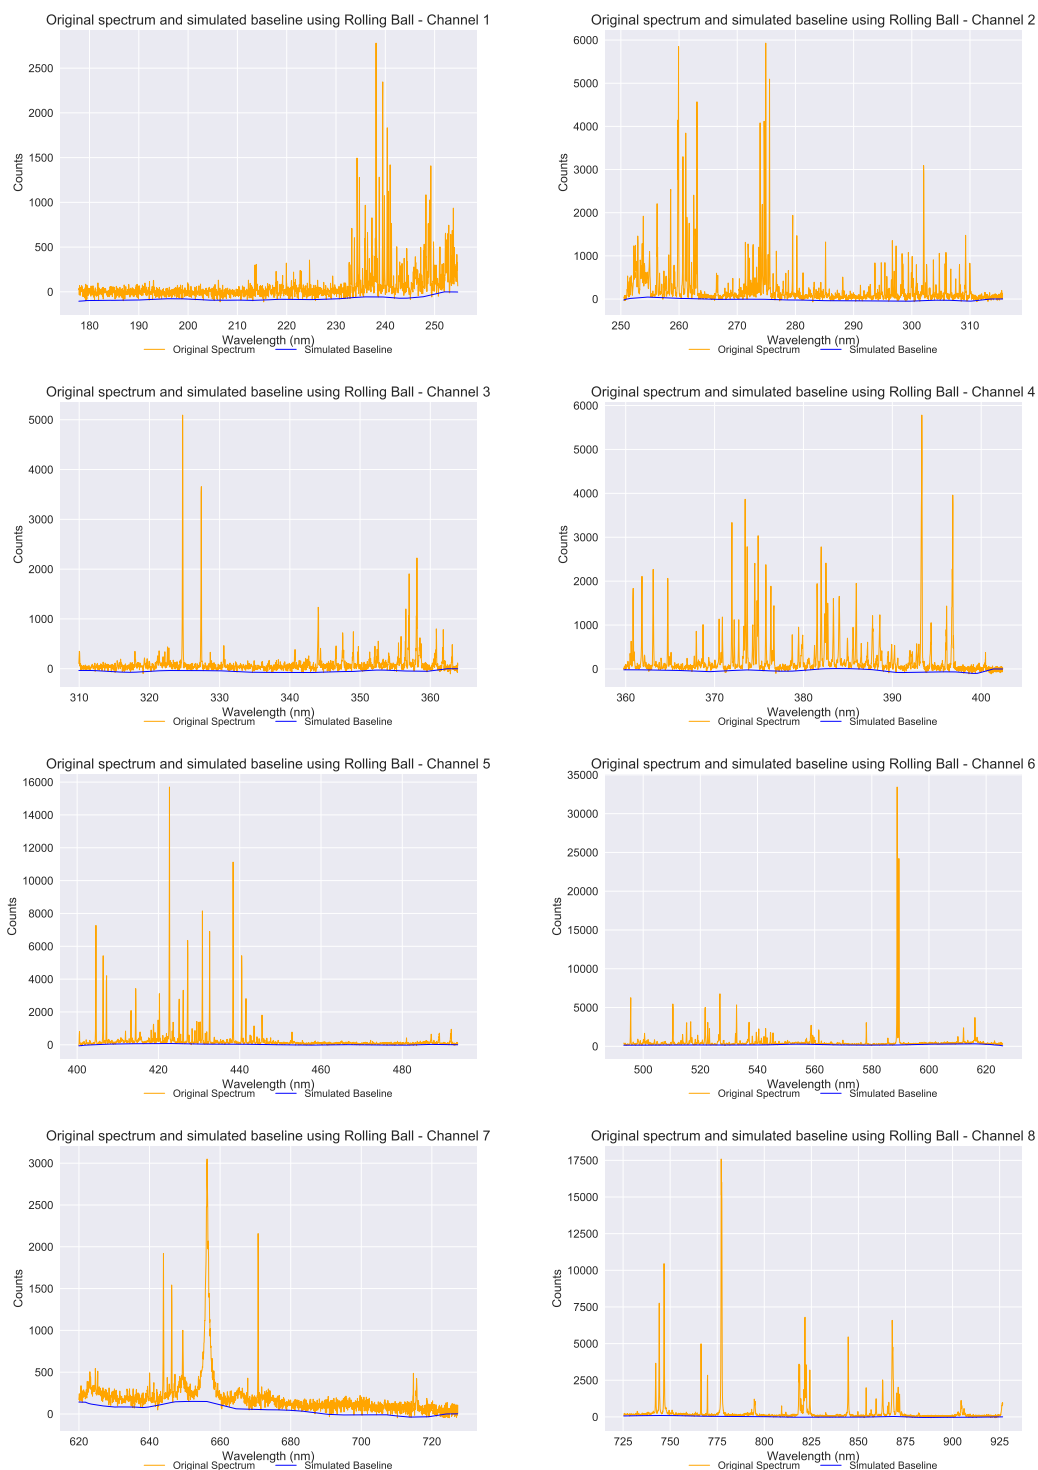 Original spectrum and simulated baseline using Rolling Ball - Channel 1
Counts
2500
2000
1500
1000
500
0
180 190 200 210 220 230 240 250
Wavelength (nm)
Original Spectrum Simulated Baseline
Original spectrum and simulated baseline using Rolling Ball - Channel 2
Counts
6000
5000
4000
3000
2000
1000
0
250 260 270 280 290 300 310
Wavelength (nm)
Original Spectrum Simulated Baseline
Original spectrum and simulated baseline using Rolling Ball - Channel 3
Counts
5000
4000
3000
2000
1000
0
310 320 330 340 350 360
Wavelength (nm)
Original Spectrum Simulated Baseline
Original spectrum and simulated baseline using Rolling Ball - Channel 4
Counts
6000
5000
4000
3000
2000
1000
0
360 370 380 390 400
Wavelength (nm)
Original Spectrum Simulated Baseline
Original spectrum and simulated baseline using Rolling Ball - Channel 5
Counts
16000
14000
12000
10000
8000
6000
4000
2000
0
400 420 440 460 480
Wavelength (nm)
Original Spectrum Simulated Baseline
Original spectrum and simulated baseline using Rolling Ball - Channel 6
Counts
35000
30000
25000
20000
15000
10000
5000
0
500 520 540 560 580 600 620
Wavelength (nm)
Original Spectrum Simulated Baseline
Original spectrum and simulated baseline using Rolling Ball - Channel 7
Counts
3000
2500
2000
1500
1000
500
0
620 640 660 680 700 720
Wavelength (nm)
Original Spectrum Simulated Baseline
Original spectrum and simulated baseline using Rolling Ball - Channel 8
Counts
17500
15000
12500
10000
7500
5000
2500
0
725 750 775 800 825 850 875 900 925
Wavelength (nm)
Original Spectrum Simulated Baseline